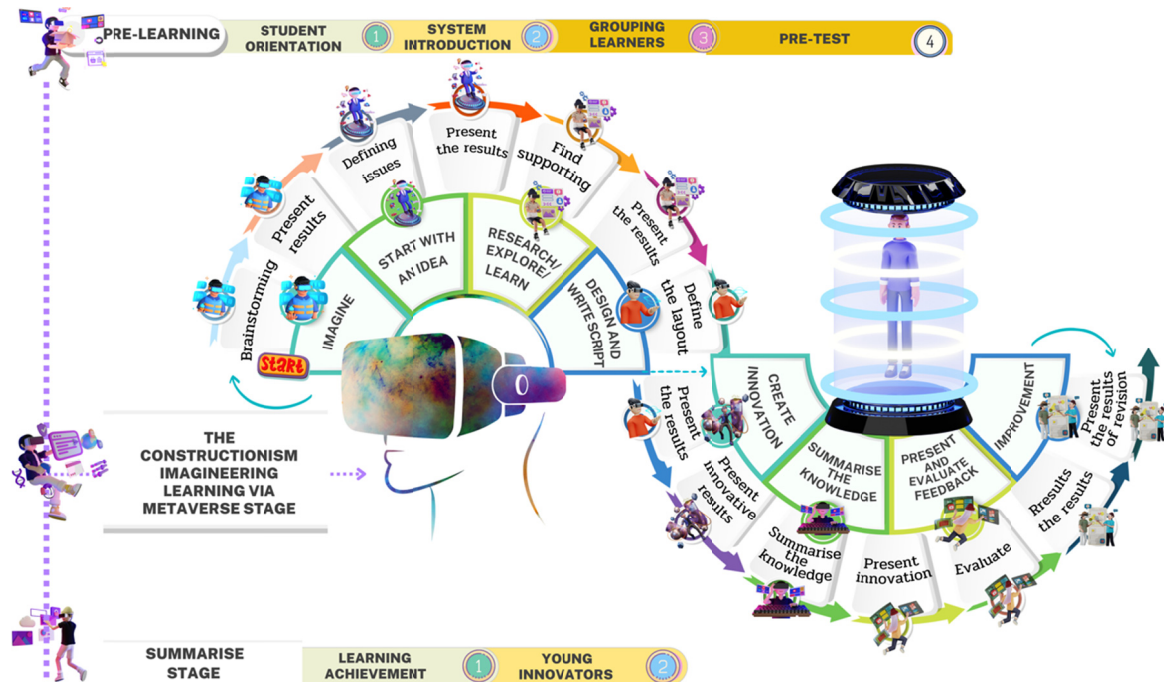 PRE-LEARNING
STUDENT
ORIENTATION
1
SYSTEM
INTRODUCTION
2
GROUPING
LEARNERS
3
PRE-TEST
4
Start
Brainstorming
Present
results
Defining
issues
Present
the results
Find
supporting
Present
the results
Define
the layout
IMAGINE
START WITH
AN IDEA
RESEARCH/
EXPLORE/
LEARN
DESIGN AND
WRITE SCRIPT
THE
CONSTRUCTIONISM
IMAGINEERING
LEARNING VIA
METAVERSE STAGE
CREATE
INNOVATION
SUMMARISE
THE
KNOWLEDGE
PRESENT
AND
EVALUATE
FEEDBACK
IMPROVEMENT
Present
the results
Present
innovative
results
Summarise
the
knowledge
Present
innovation
Evaluate
Rresults
the results
Present
the results
of revision
SUMMARISE
STAGE
LEARNING
ACHIEVEMENT
1
YOUNG
INNOVATORS
2